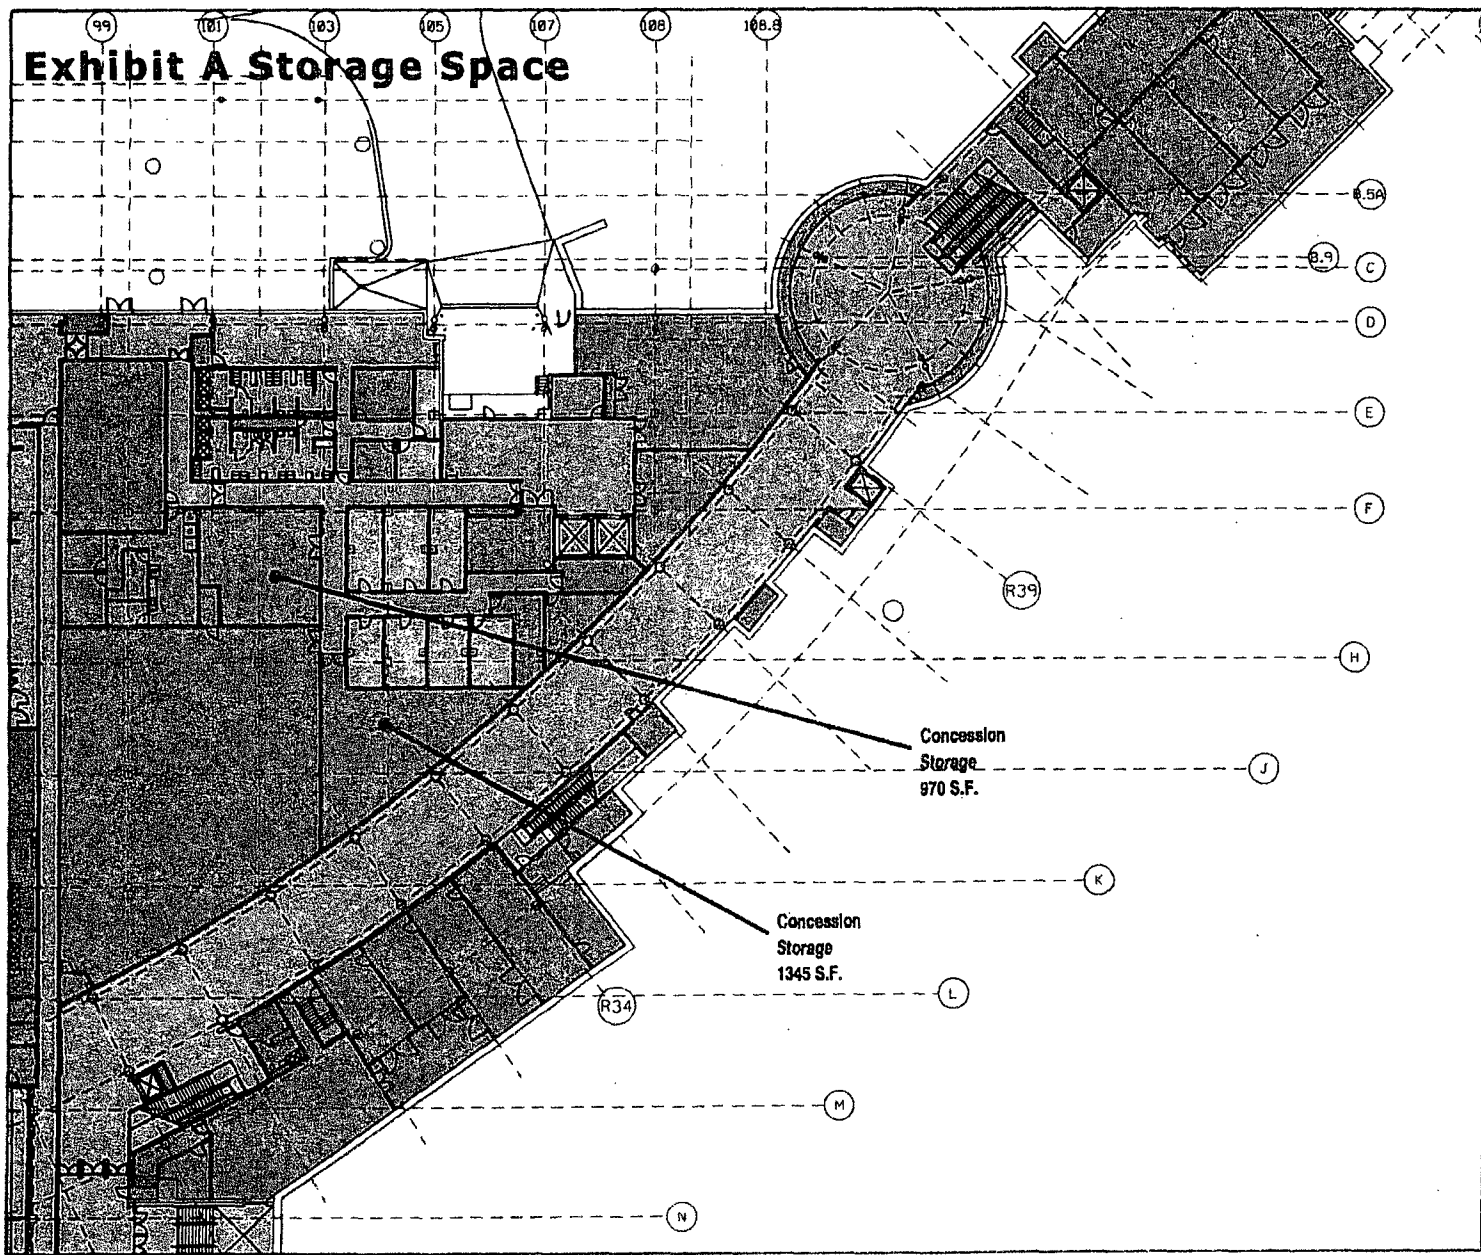 99 101 103 105 107 108 108.8
Exhibit A Storage Space
8.5A
B.9
C
D
E
F
R39
H
Concession
Storage
970 S.F.
J
K
Concession
Storage
1345 S.F.
L
R34
M
N